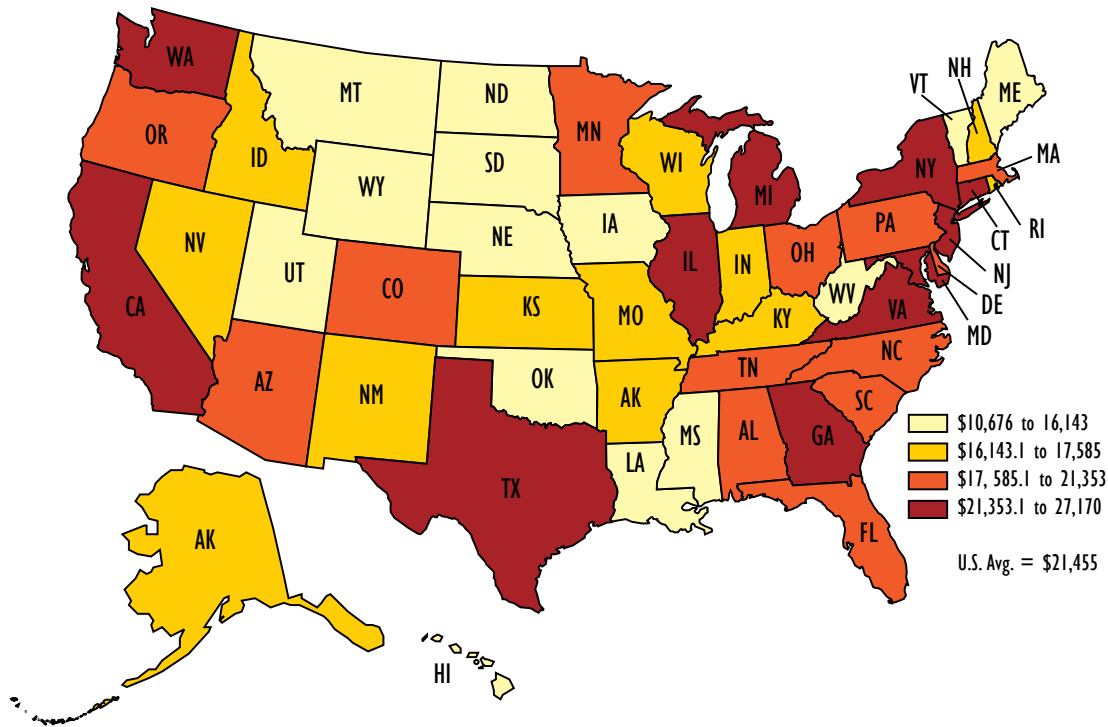 WA
MT
ND
MN
VT
NH
ME
OR
ID
SD
WI
MI
NY
MA
WY
IA
NE
PA
RI
CT
NV
UT
CO
IL
IN
OH
NJ
CA
KS
MO
KY
WV
VA
DE
MD
AZ
NM
OK
AK
TN
NC
SC
MS
AL
GA
TX
LA
FL
$10,676 to 16,143
$16,143.1 to 17,585
$17, 585.1 to 21,353
$21,353.1 to 27,170
U.S. Avg. = $21,455
AK
HI